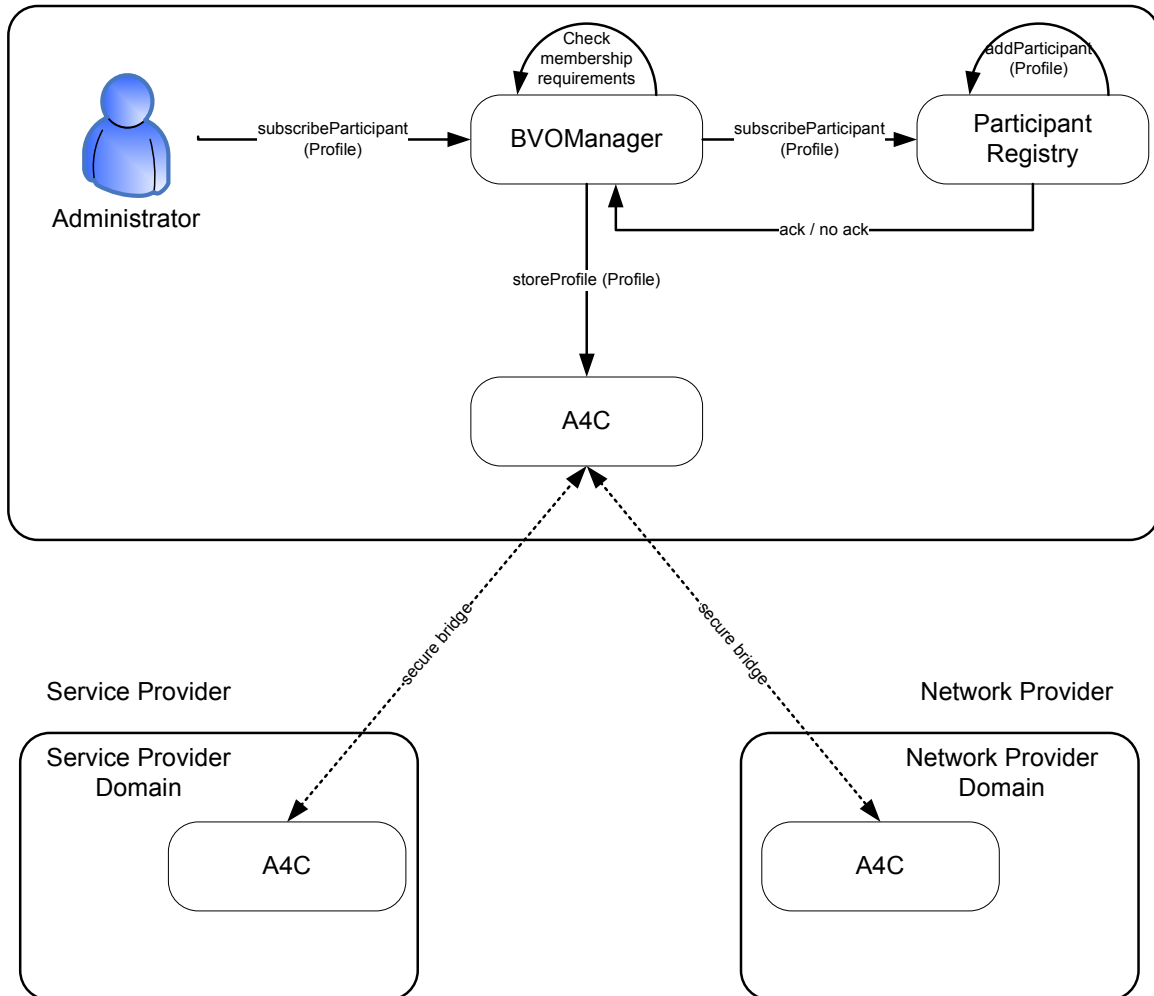 Check
membership
requirements
addParticipant
(Profile)
subscribeParticipant
(Profile)
BVOManager
subscribeParticipant
(Profile)
Participant
Registry
Administrator
ack / no ack
storeProfile (Profile)
A4C
secure bridge
secure bridge
Service Provider
Network Provider
Service Provider
Domain
Network Provider
Domain
A4C
A4C